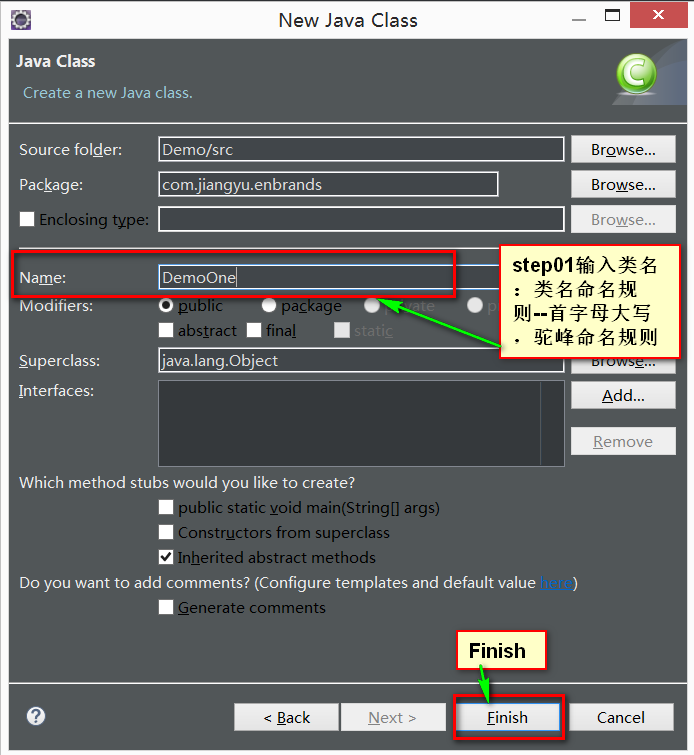 New Java Class
Java Class
Create a new Java class.
Source folder: Demo/src Browse...
Package: com.jiangyu.enbrands Browse...
Enclosing type: Browse...
Name: DemoOne
step01输入类名
：类名命名规
则--首字母大写
．驼峰命名规则
Modifiers: public package private
abstract final static
Superclass: java.lang.Object Browse...
Interfaces: Add...
Remove
Which method stubs would you like to create?
public static void main(String[] args)
Constructors from superclass
Inherited abstract methods
Do you want to add comments? (Configure templates and default value here)
Generate comments
Finish
< Back Next > Finish Cancel